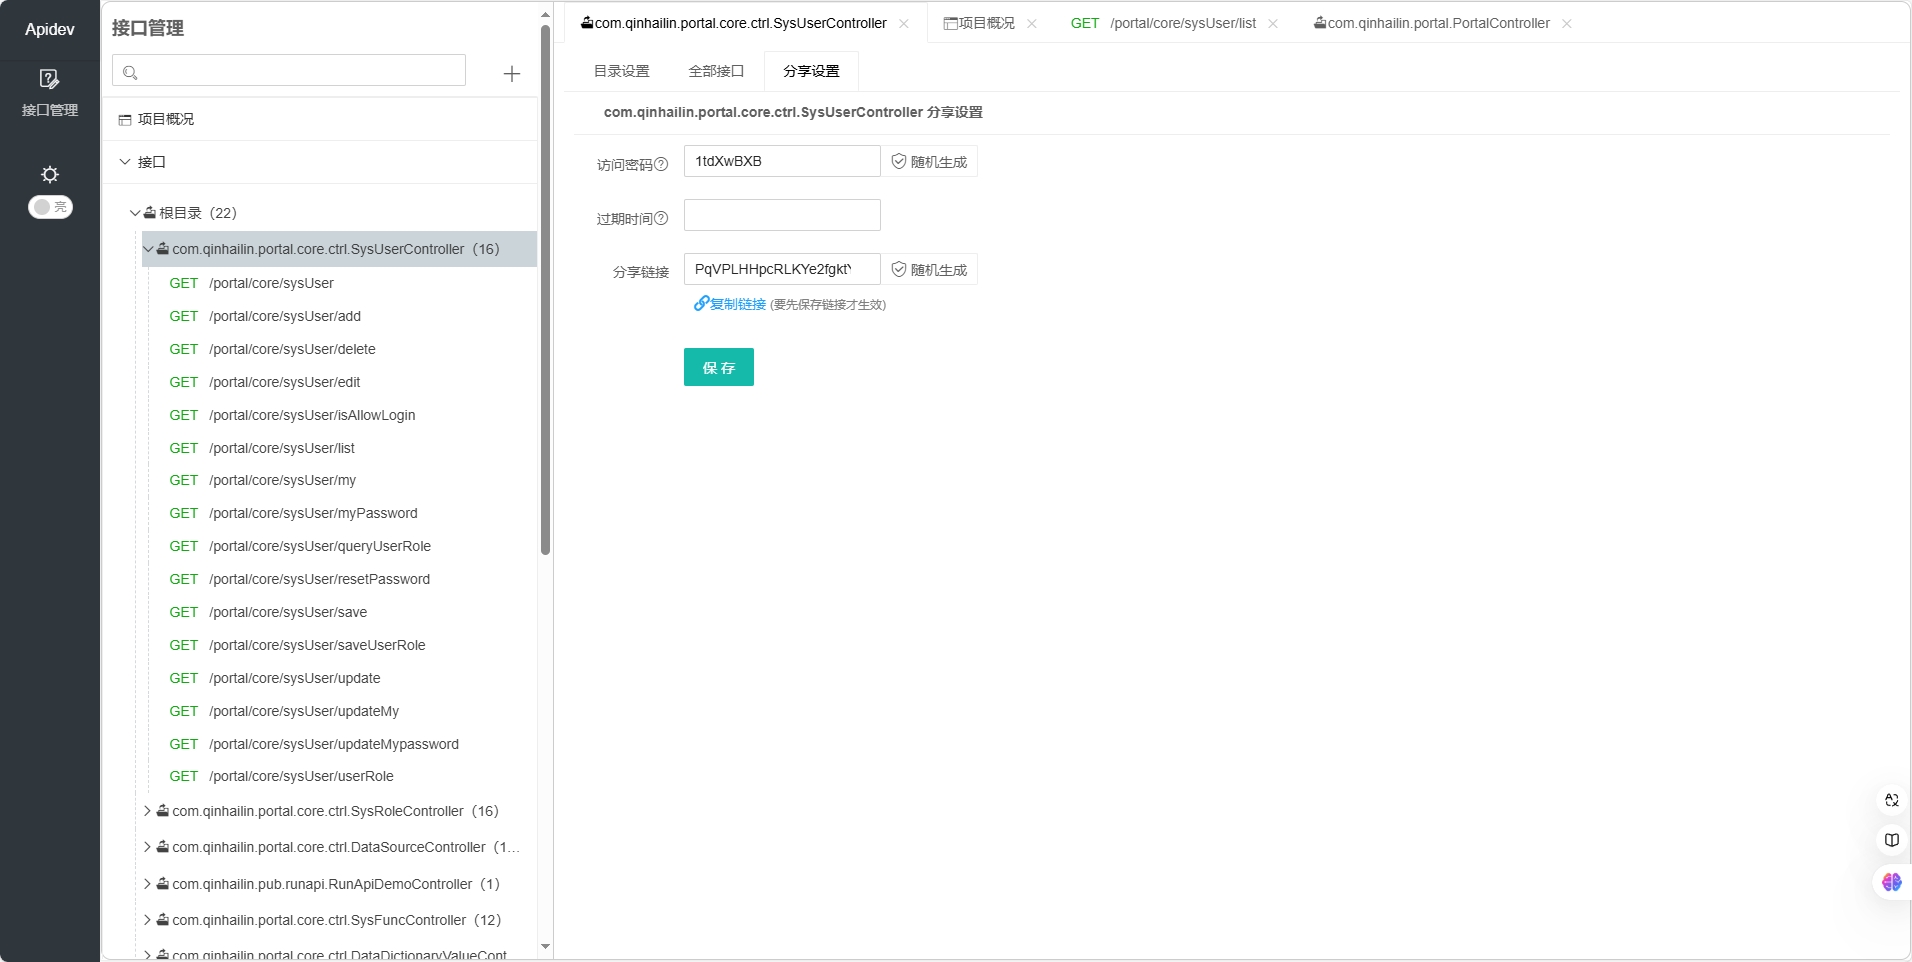 Apidev
接口管理
亮
接口管理
项目概况
接口
根目录（22）
com.qinhailin.portal.core.ctrl.SysUserController（16）
GET /portal/core/sysUser
GET /portal/core/sysUser/add
GET /portal/core/sysUser/delete
GET /portal/core/sysUser/edit
GET /portal/core/sysUser/isAllowLogin
GET /portal/core/sysUser/list
GET /portal/core/sysUser/my
GET /portal/core/sysUser/myPassword
GET /portal/core/sysUser/queryUserRole
GET /portal/core/sysUser/resetPassword
GET /portal/core/sysUser/save
GET /portal/core/sysUser/saveUserRole
GET /portal/core/sysUser/update
GET /portal/core/sysUser/updateMy
GET /portal/core/sysUser/updateMypassword
GET /portal/core/sysUser/userRole
com.qinhailin.portal.core.ctrl.SysRoleController（16）
com.qinhailin.portal.core.ctrl.DataSourceController（1...
com.qinhailin.pub.runapi.RunApiDemoController（1）
com.qinhailin.portal.core.ctrl.SysFuncController（12）
com.qinhailin.portal.core.ctrl.DataDictionaryValueCont
com.qinhailin.portal.core.ctrl.SysUserController
项目概况
GET /portal/core/sysUser/list
com.qinhailin.portal.PortalController
目录设置 全部接口 分享设置
com.qinhailin.portal.core.ctrl.SysUserController 分享设置
访问密码 1tdXwBXB 随机生成
过期时间
分享链接 PqVPLHHpcRLKYe2fgkt 随机生成
复制链接 (要先保存链接才生效)
保 存